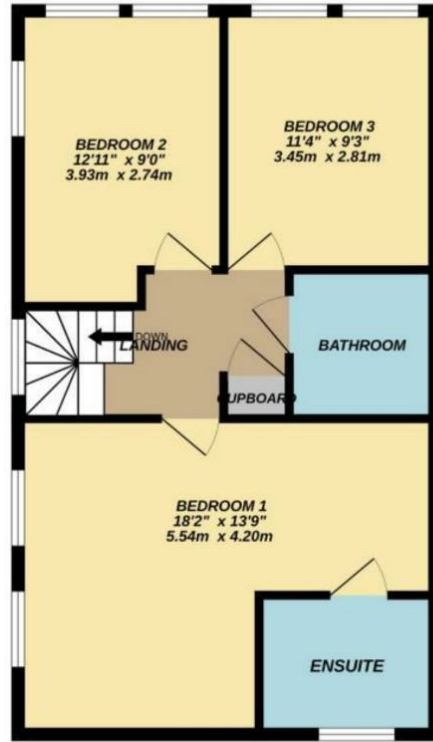 BEDROOM 2
12'11" x 9'0"
3.93m x 2.74m
BEDROOM 3
11'4" x 9'3"
3.45m x 2.81m
DOWN
LANDING
BATHROOM
CUPBOARD
BEDROOM 1
18'2" x 13'9"
5.54m x 4.20m
ENSUITE